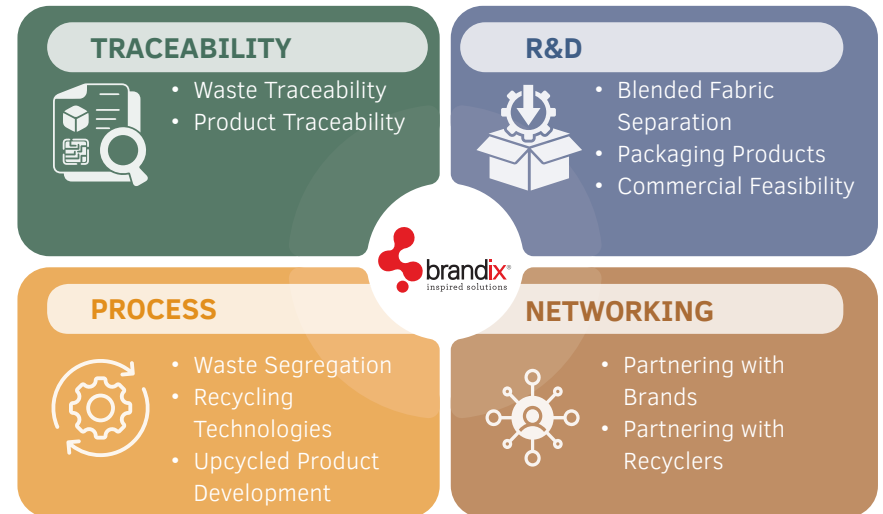 TRACEABILITY
• Waste Traceability
• Product Traceability
R&D
• Blended Fabric
Separation
• Packaging Products
• Commercial Feasibility
brandix®
inspired solutions
PROCESS
• Waste Segregation
• Recycling
Technologies
• Upcycled Product
Development
NETWORKING
• Partnering with
Brands
• Partnering with
Recyclers